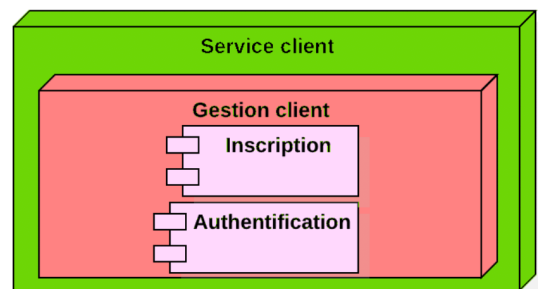 Service client
Gestion client
Inscription
Authentification